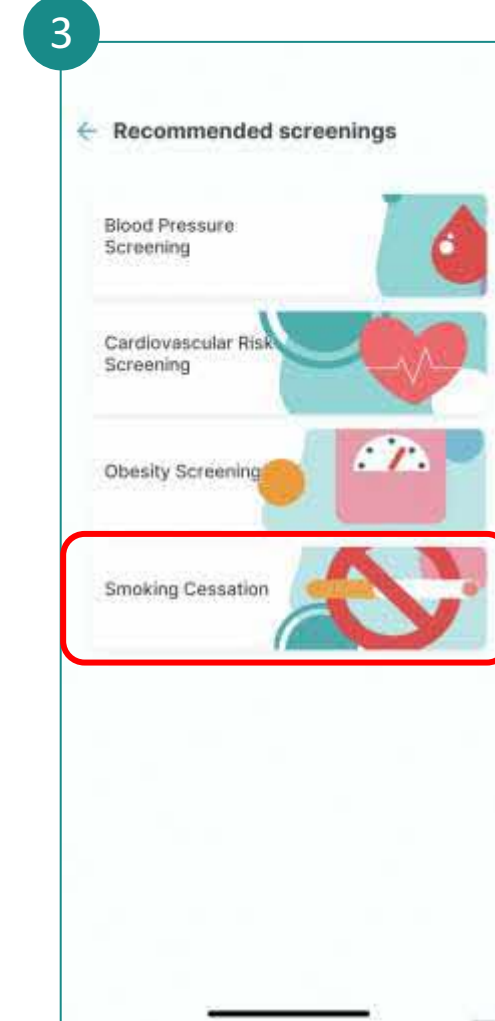 3
Recommended screenings
Blood Pressure
Screening
Cardiovascular Risk
Screening
Obesity Screening
Smoking Cessation